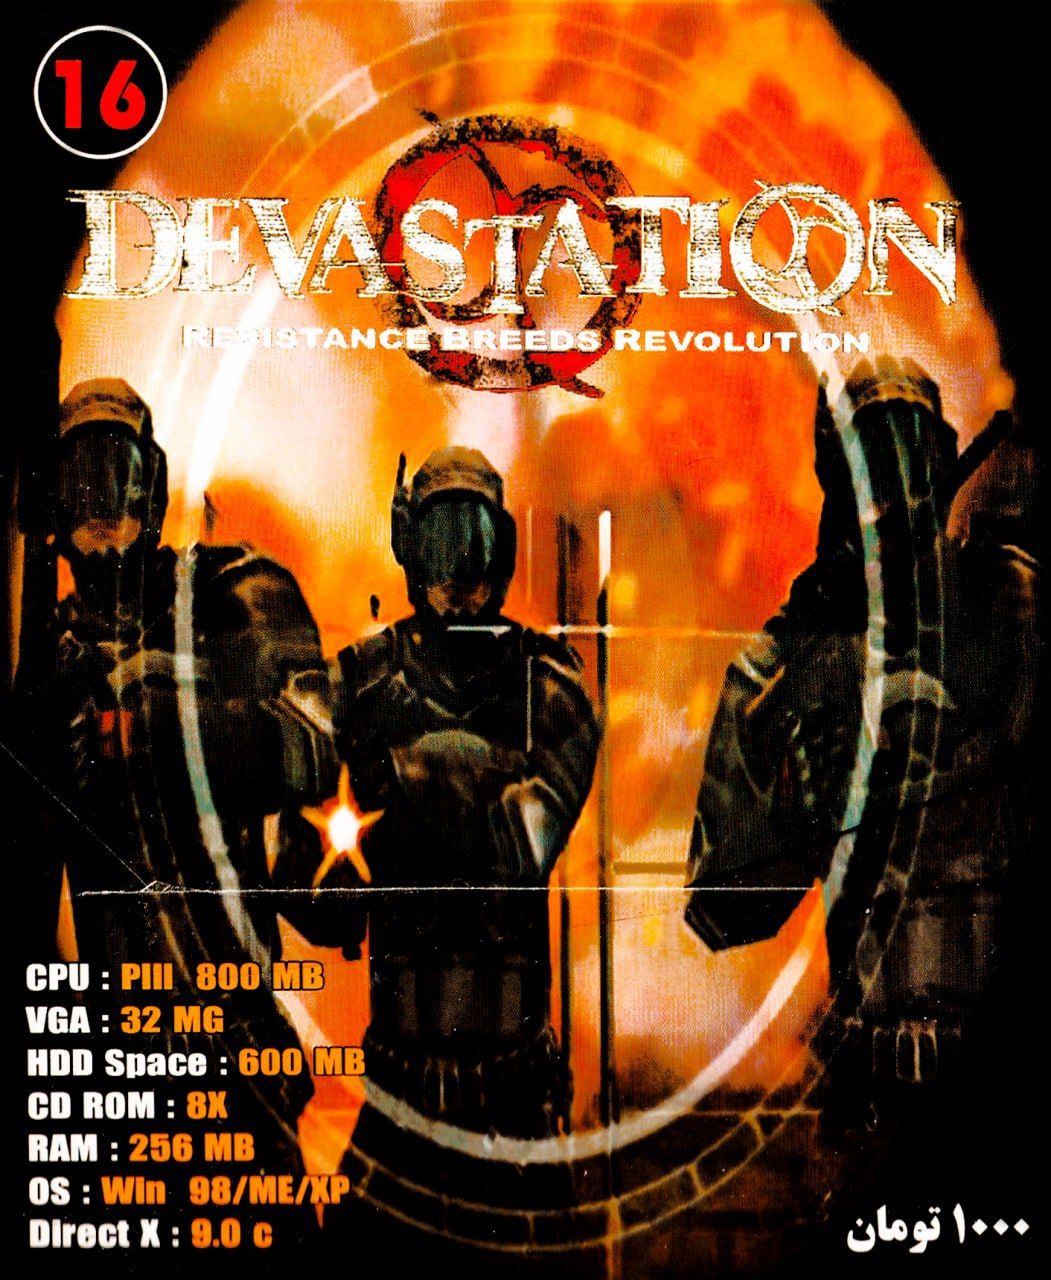 16
DEVASTATION
RESISTANCE BREEDS REVOLUTION
CPU : PIII 800 MB
VGA : 32 MG
HDD Space : 600 MB
CD ROM : 8X
RAM : 256 MB
OS : Win 98/ME/XP
Direct X : 9.0 c
۱۰۰۰ تومان